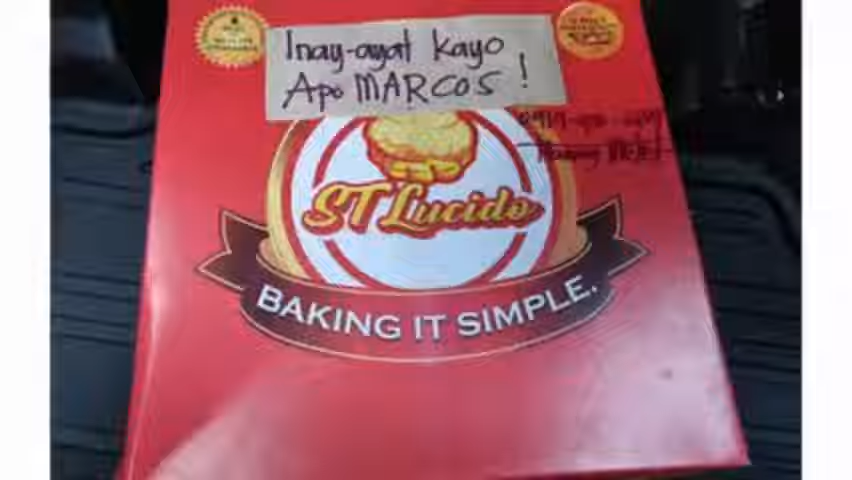 Inay-ayat kayo
Apo MARCOS!
ST Lucido
BAKING IT SIMPLE.